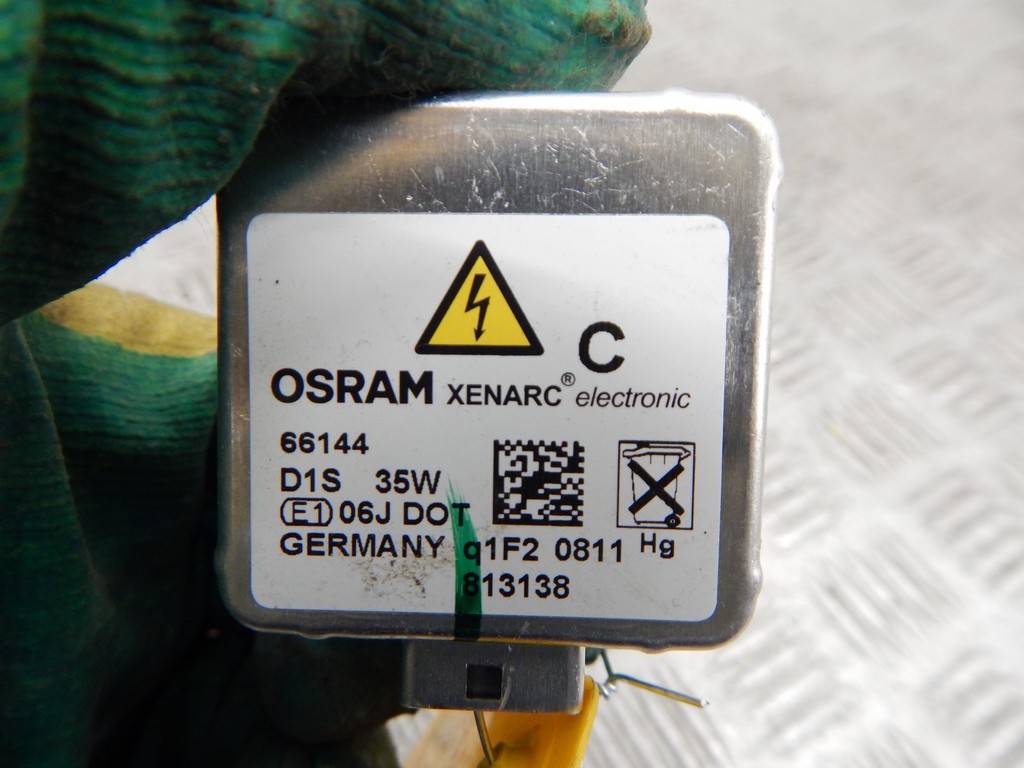 C
OSRAM XENARC® electronic
66144
D1S 35W
E1 06J DOT
GERMANY q1F2 0811 Hg
813138